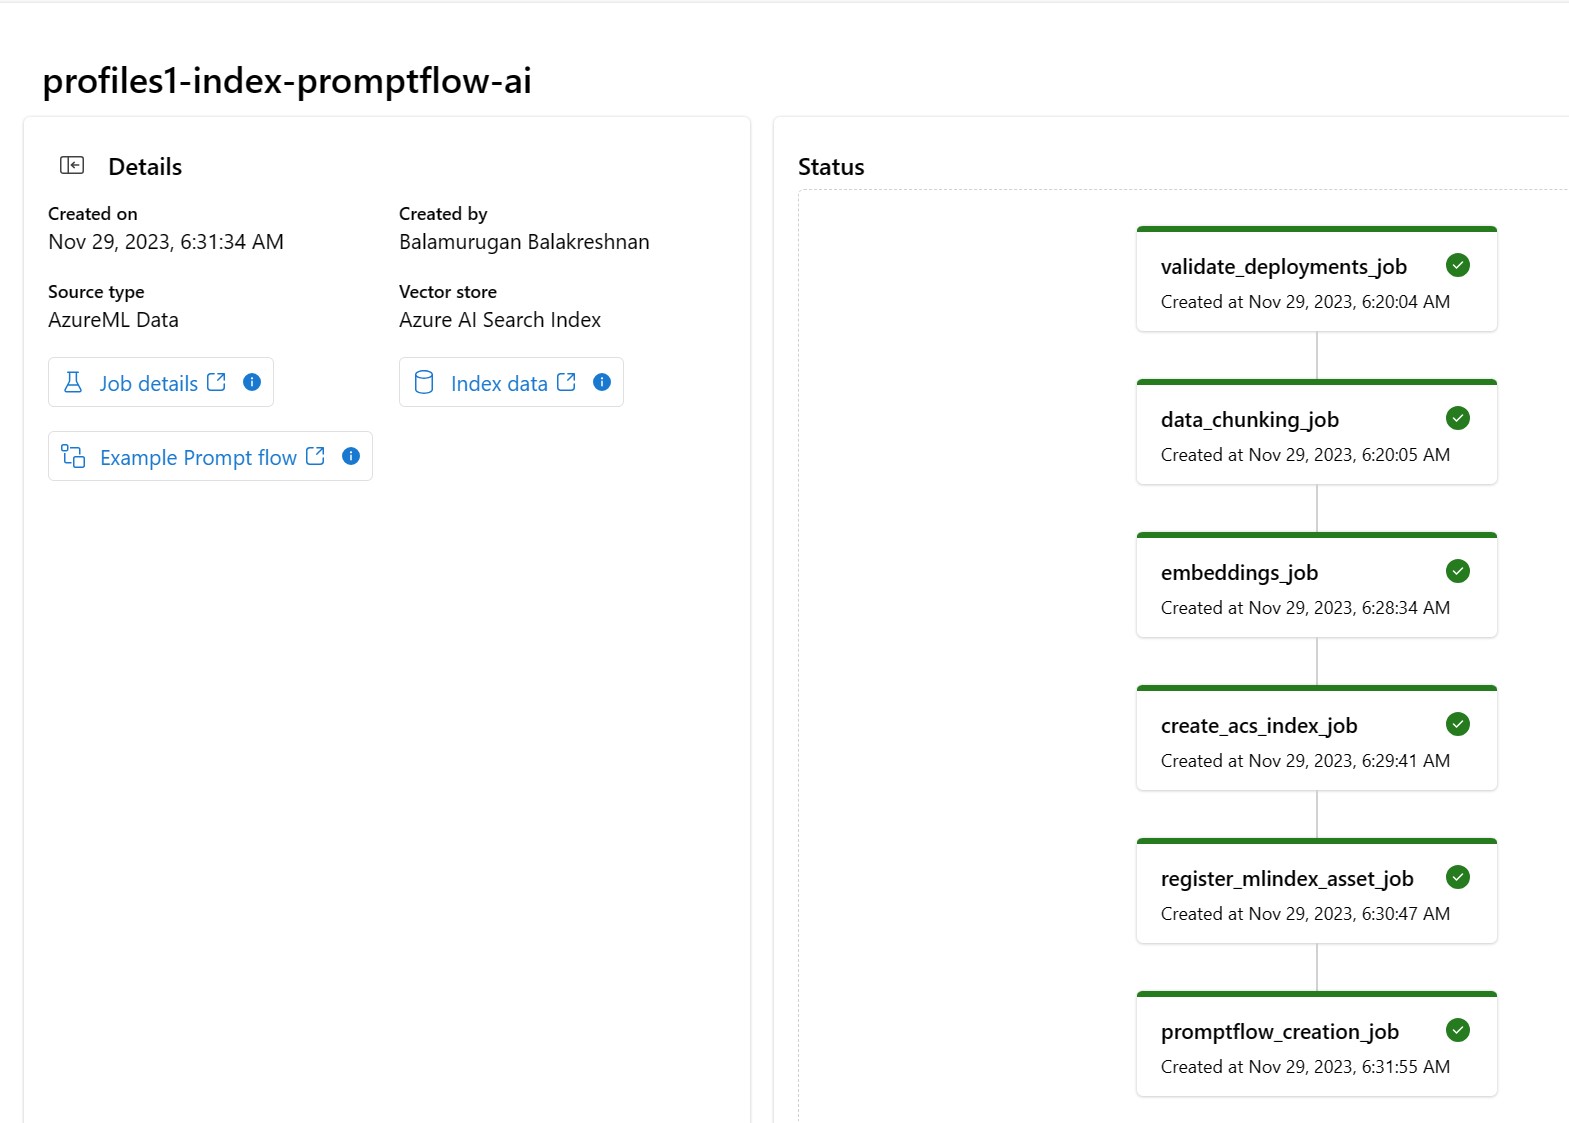 profiles1-index-promptflow-ai
Details
Created on
Nov 29, 2023, 6:31:34 AM
Created by
Balamurugan Balakreshnan
Source type
AzureML Data
Vector store
Azure AI Search Index
Job details
Index data
Example Prompt flow
Status
validate_deployments_job
Created at Nov 29, 2023, 6:20:04 AM
data_chunking_job
Created at Nov 29, 2023, 6:20:05 AM
embeddings_job
Created at Nov 29, 2023, 6:28:34 AM
create_acs_index_job
Created at Nov 29, 2023, 6:29:41 AM
register_mlindex_asset_job
Created at Nov 29, 2023, 6:30:47 AM
promptflow_creation_job
Created at Nov 29, 2023, 6:31:55 AM